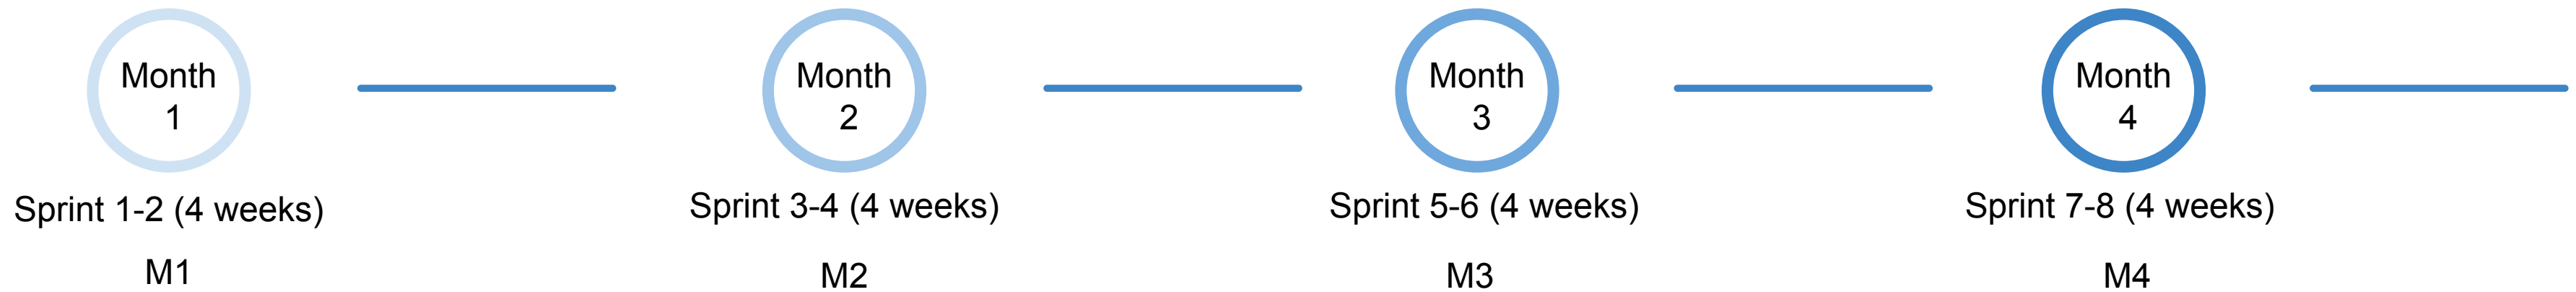 Month
1
Month
2
Month
3
Month
4
Sprint 1-2 (4 weeks)
Sprint 3-4 (4 weeks)
Sprint 5-6 (4 weeks)
Sprint 7-8 (4 weeks)
M1
M2
M3
M4